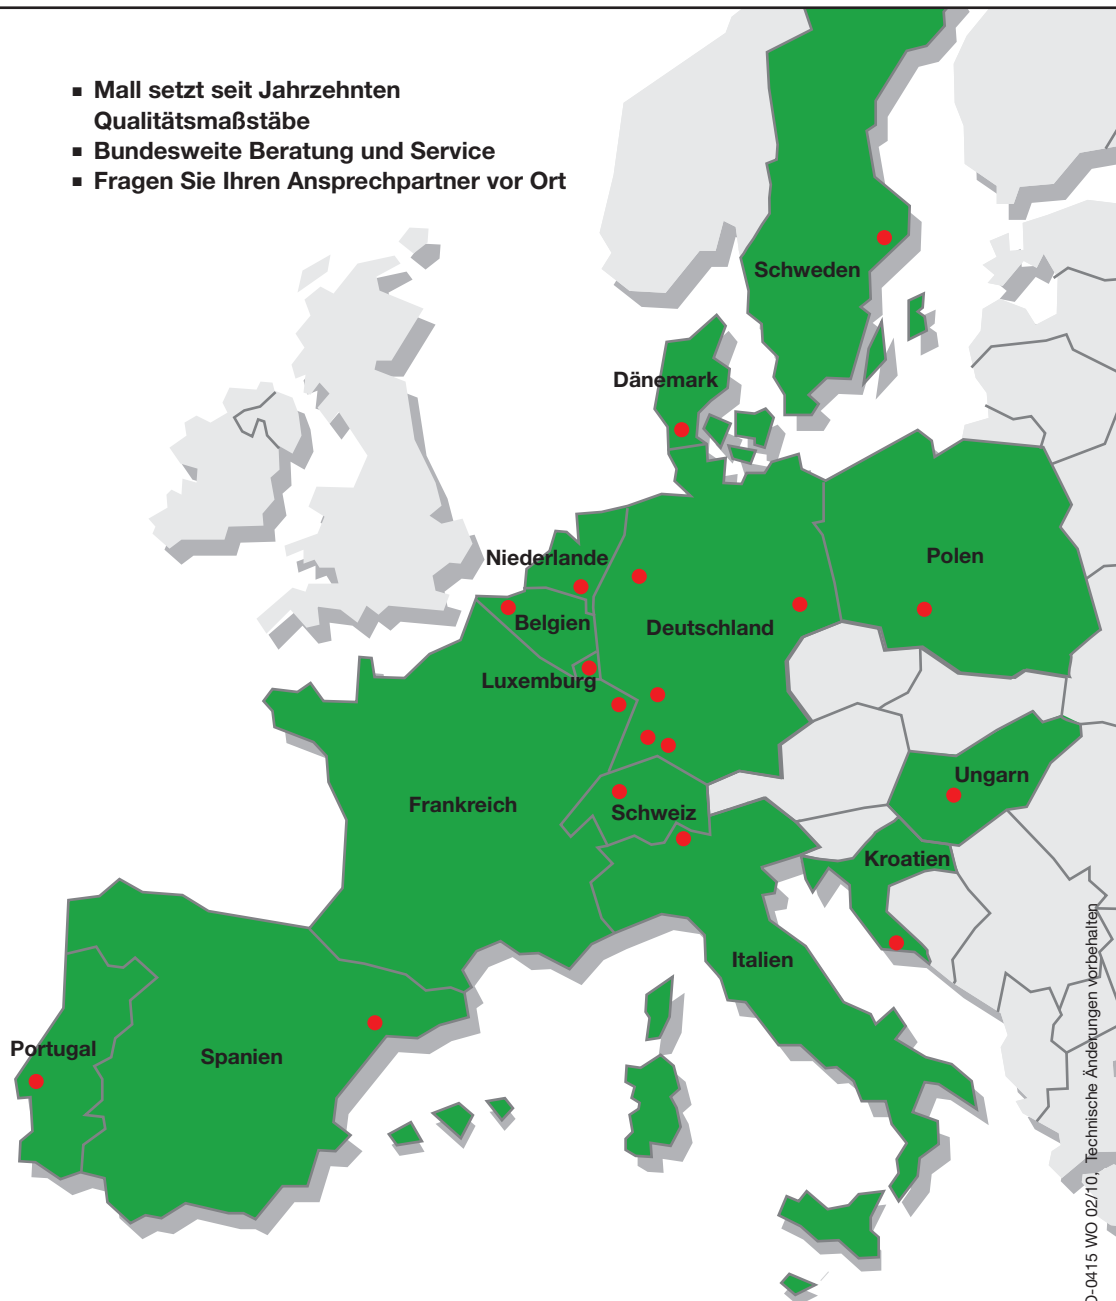 ▪ Mall setzt seit Jahrzehnten
Qualitätsmaßstäbe
▪ Bundesweite Beratung und Service
▪ Fragen Sie Ihren Ansprechpartner vor Ort
Schweden
Dänemark
Niederlande
Polen
Belgien
Deutschland
Luxemburg
Ungarn
Frankreich
Schweiz
Kroatien
Italien
Portugal
Spanien
-0415 WO 02/10, Technische Änderungen vorbehalten